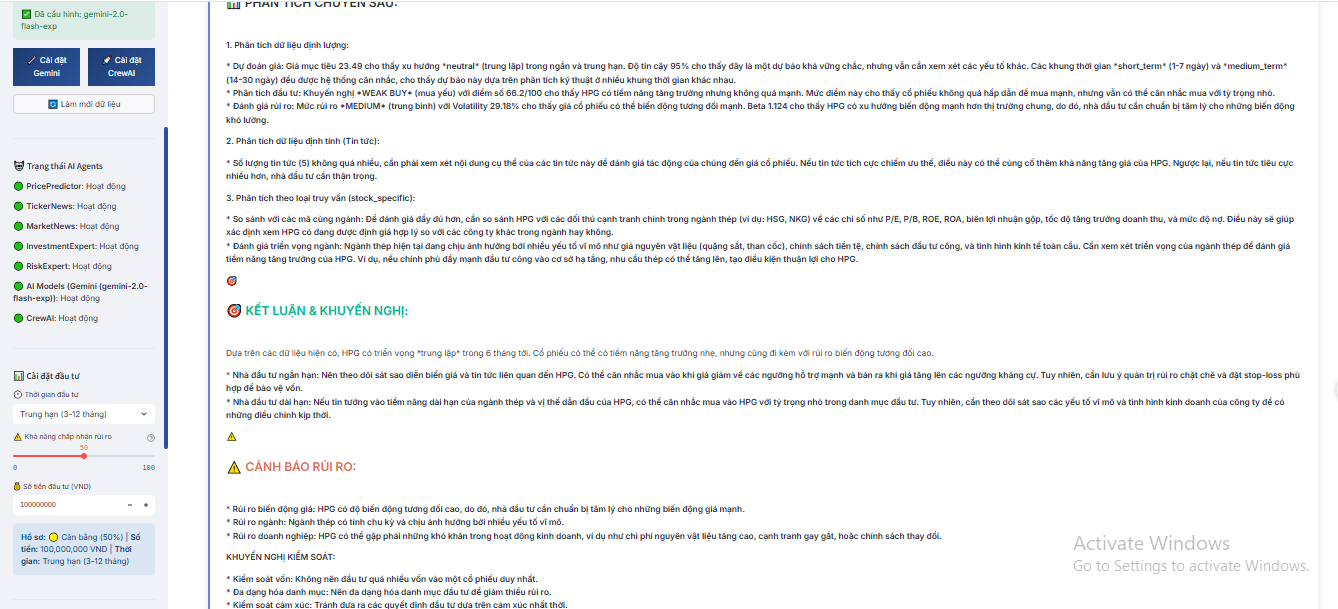 ✅ Đã cấu hình: gemini-2.0-
flash-exp
Cài đặt
Gemini
Cài đặt
CrewAI
Làm mới dữ liệu
Trạng thái AI Agents
PricePredictor: Hoạt động
TickerNews: Hoạt động
MarketNews: Hoạt động
InvestmentExpert: Hoạt động
RiskExpert: Hoạt động
AI Models (Gemini (gemini-2.0-
flash-exp)): Hoạt động
CrewAI: Hoạt động
Cài đặt đầu tư
Thời gian đầu tư
Trung hạn (3-12 tháng)
Khả năng chấp nhận rủi ro
50
0 100
Số tiền đầu tư (VND)
100000000 - +
Hồ sơ: Cân bằng (50%) | Số
tiền: 100,000,000 VND | Thời
gian: Trung hạn (3-12 tháng)
PHÂN TÍCH CHUYÊN SÂU:
1. Phân tích dữ liệu định lượng:
* Dự đoán giá: Giá mục tiêu 23.49 cho thấy xu hướng *neutral* (trung lập) trong ngắn và trung hạn. Độ tin cậy 95% cho thấy đây là một dự báo khá vững chắc, nhưng vẫn cần xem xét các yếu tố khác. Các khung thời gian *short_term* (1-7 ngày) và *medium_term*
(14-30 ngày) đều được hệ thống cân nhắc, cho thấy dự báo này dựa trên phân tích kỹ thuật ở nhiều khung thời gian khác nhau.
* Phân tích đầu tư: Khuyến nghị *WEAK BUY* (mua yếu) với điểm số 66.2/100 cho thấy HPG có tiềm năng tăng trưởng nhưng không quá mạnh. Mức điểm này cho thấy cổ phiếu không quá hấp dẫn để mua mạnh, nhưng vẫn có thể cân nhắc mua với tỷ trọng nhỏ.
* Đánh giá rủi ro: Mức rủi ro *MEDIUM* (trung bình) với Volatility 29.18% cho thấy giá cổ phiếu có thể biến động tương đối mạnh. Beta 1.124 cho thấy HPG có xu hướng biến động mạnh hơn thị trường chung, do đó, nhà đầu tư cần chuẩn bị tâm lý cho những biến động
khó lường.
2. Phân tích dữ liệu định tính (Tin tức):
* Số lượng tin tức (5) không quá nhiều, cần phải xem xét nội dung cụ thể của các tin tức này để đánh giá tác động của chúng đến giá cổ phiếu. Nếu tin tức tích cực chiếm ưu thế, điều này có thể củng cố thêm khả năng tăng giá của HPG. Ngược lại, nếu tin tức tiêu cực
nhiều hơn, nhà đầu tư cần thận trọng.
3. Phân tích theo loại truy vấn (stock_specific):
* So sánh với các mã cùng ngành: Để đánh giá đầy đủ hơn, cần so sánh HPG với các đối thủ cạnh tranh chính trong ngành thép (ví dụ: HSG, NKG) về các chỉ số như P/E, P/B, ROE, ROA, biên lợi nhuận gộp, tốc độ tăng trưởng doanh thu, và mức độ nợ. Điều này sẽ giúp
xác định xem HPG có đang được định giá hợp lý so với các công ty khác trong ngành hay không.
* Đánh giá triển vọng ngành: Ngành thép hiện tại đang chịu ảnh hưởng bởi nhiều yếu tố vĩ mô như giá nguyên vật liệu (quặng sắt, than cốc), chính sách tiền tệ, chính sách đầu tư công, và tình hình kinh tế toàn cầu. Cần xem xét triển vọng của ngành thép để đánh giá
tiềm năng tăng trưởng của HPG. Ví dụ, nếu chính phủ đẩy mạnh đầu tư công vào cơ sở hạ tầng, nhu cầu thép có thể tăng lên, tạo điều kiện thuận lợi cho HPG.
KẾT LUẬN & KHUYẾN NGHỊ:
Dựa trên các dữ liệu hiện có, HPG có triển vọng *trung lập* trong 6 tháng tới. Cổ phiếu có thể có tiềm năng tăng trưởng nhẹ, nhưng cũng đi kèm với rủi ro biến động tương đối cao.
* Nhà đầu tư ngắn hạn: Nên theo dõi sát sao diễn biến giá và tin tức liên quan đến HPG. Có thể cân nhắc mua vào khi giá giảm về các ngưỡng hỗ trợ mạnh và bán ra khi giá tăng lên các ngưỡng kháng cự. Tuy nhiên, cần lưu ý quản trị rủi ro chặt chẽ và đặt stop-loss phù
hợp để bảo vệ vốn.
* Nhà đầu tư dài hạn: Nếu tin tưởng vào tiềm năng dài hạn của ngành thép và vị thế dẫn đầu của HPG, có thể cân nhắc mua vào HPG với tỷ trọng nhỏ trong danh mục đầu tư. Tuy nhiên, cần theo dõi sát sao các yếu tố vĩ mô và tình hình kinh doanh của công ty để có
những điều chỉnh kịp thời.
CẢNH BÁO RỦI RO:
* Rủi ro biến động giá: HPG có độ biến động tương đối cao, do đó, nhà đầu tư cần chuẩn bị tâm lý cho những biến động giá mạnh.
* Rủi ro ngành: Ngành thép có tính chu kỳ và chịu ảnh hưởng bởi nhiều yếu tố vĩ mô.
* Rủi ro doanh nghiệp: HPG có thể gặp phải những khó khăn trong hoạt động kinh doanh, ví dụ như chi phí nguyên vật liệu tăng cao, cạnh tranh gay gắt, hoặc chính sách thay đổi.
KHUYẾN NGHỊ KIỂM SOÁT:
* Kiểm soát vốn: Không nên đầu tư quá nhiều vốn vào một cổ phiếu duy nhất.
* Đa dạng hóa danh mục: Nên đa dạng hóa danh mục đầu tư để giảm thiểu rủi ro.
* Kiểm soát cảm xúc: Tránh đưa ra các quyết định đầu tư dựa trên cảm xúc nhất thời.
Activate Windows
Go to Settings to activate Windows.